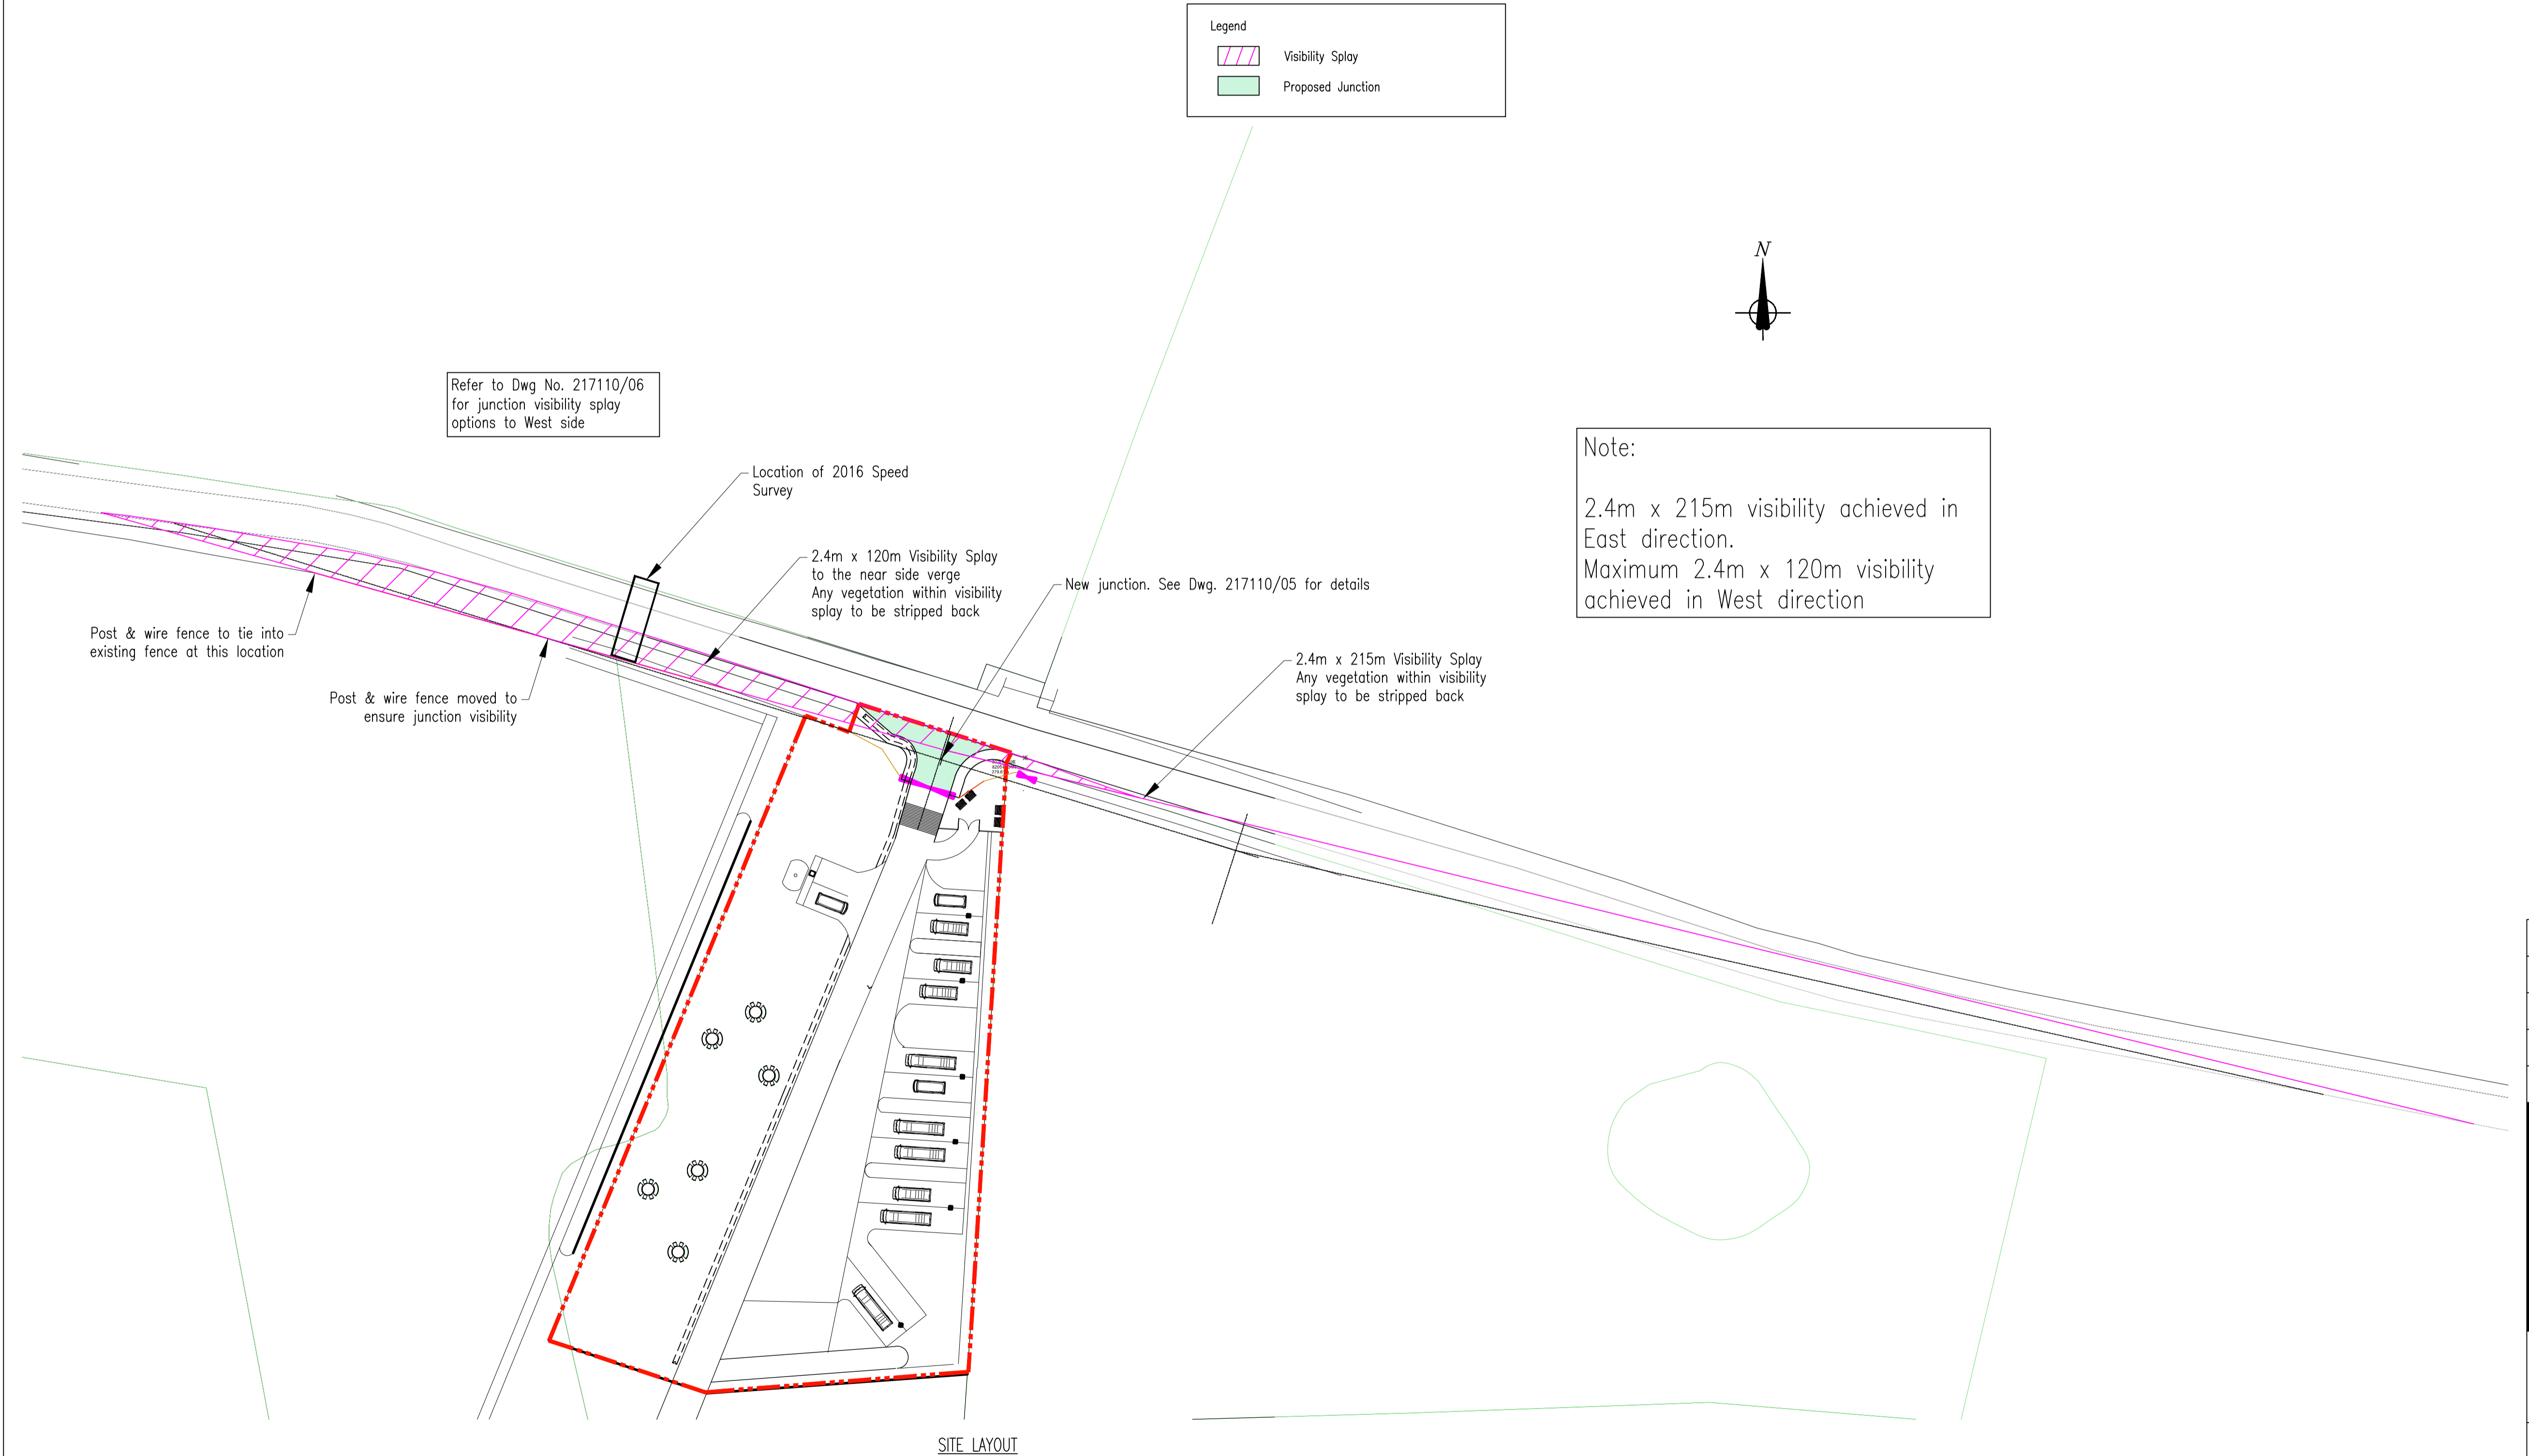 Legend
Visibility Splay
Proposed Junction
N
Refer to Dwg No. 217110/06
for junction visibility splay
options to West side
Note:
2.4m x 215m visibility achieved in
East direction.
Maximum 2.4m x 120m visibility
achieved in West direction
Location of 2016 Speed
Survey
2.4m x 120m Visibility Splay
to the near side verge
Any vegetation within visibility
splay to be stripped back
New junction. See Dwg. 217110/05 for details
Post & wire fence to tie into
existing fence at this location
2.4m x 215m Visibility Splay
Any vegetation within visibility
splay to be stripped back
Post & wire fence moved to
ensure junction visibility
SITE LAYOUT